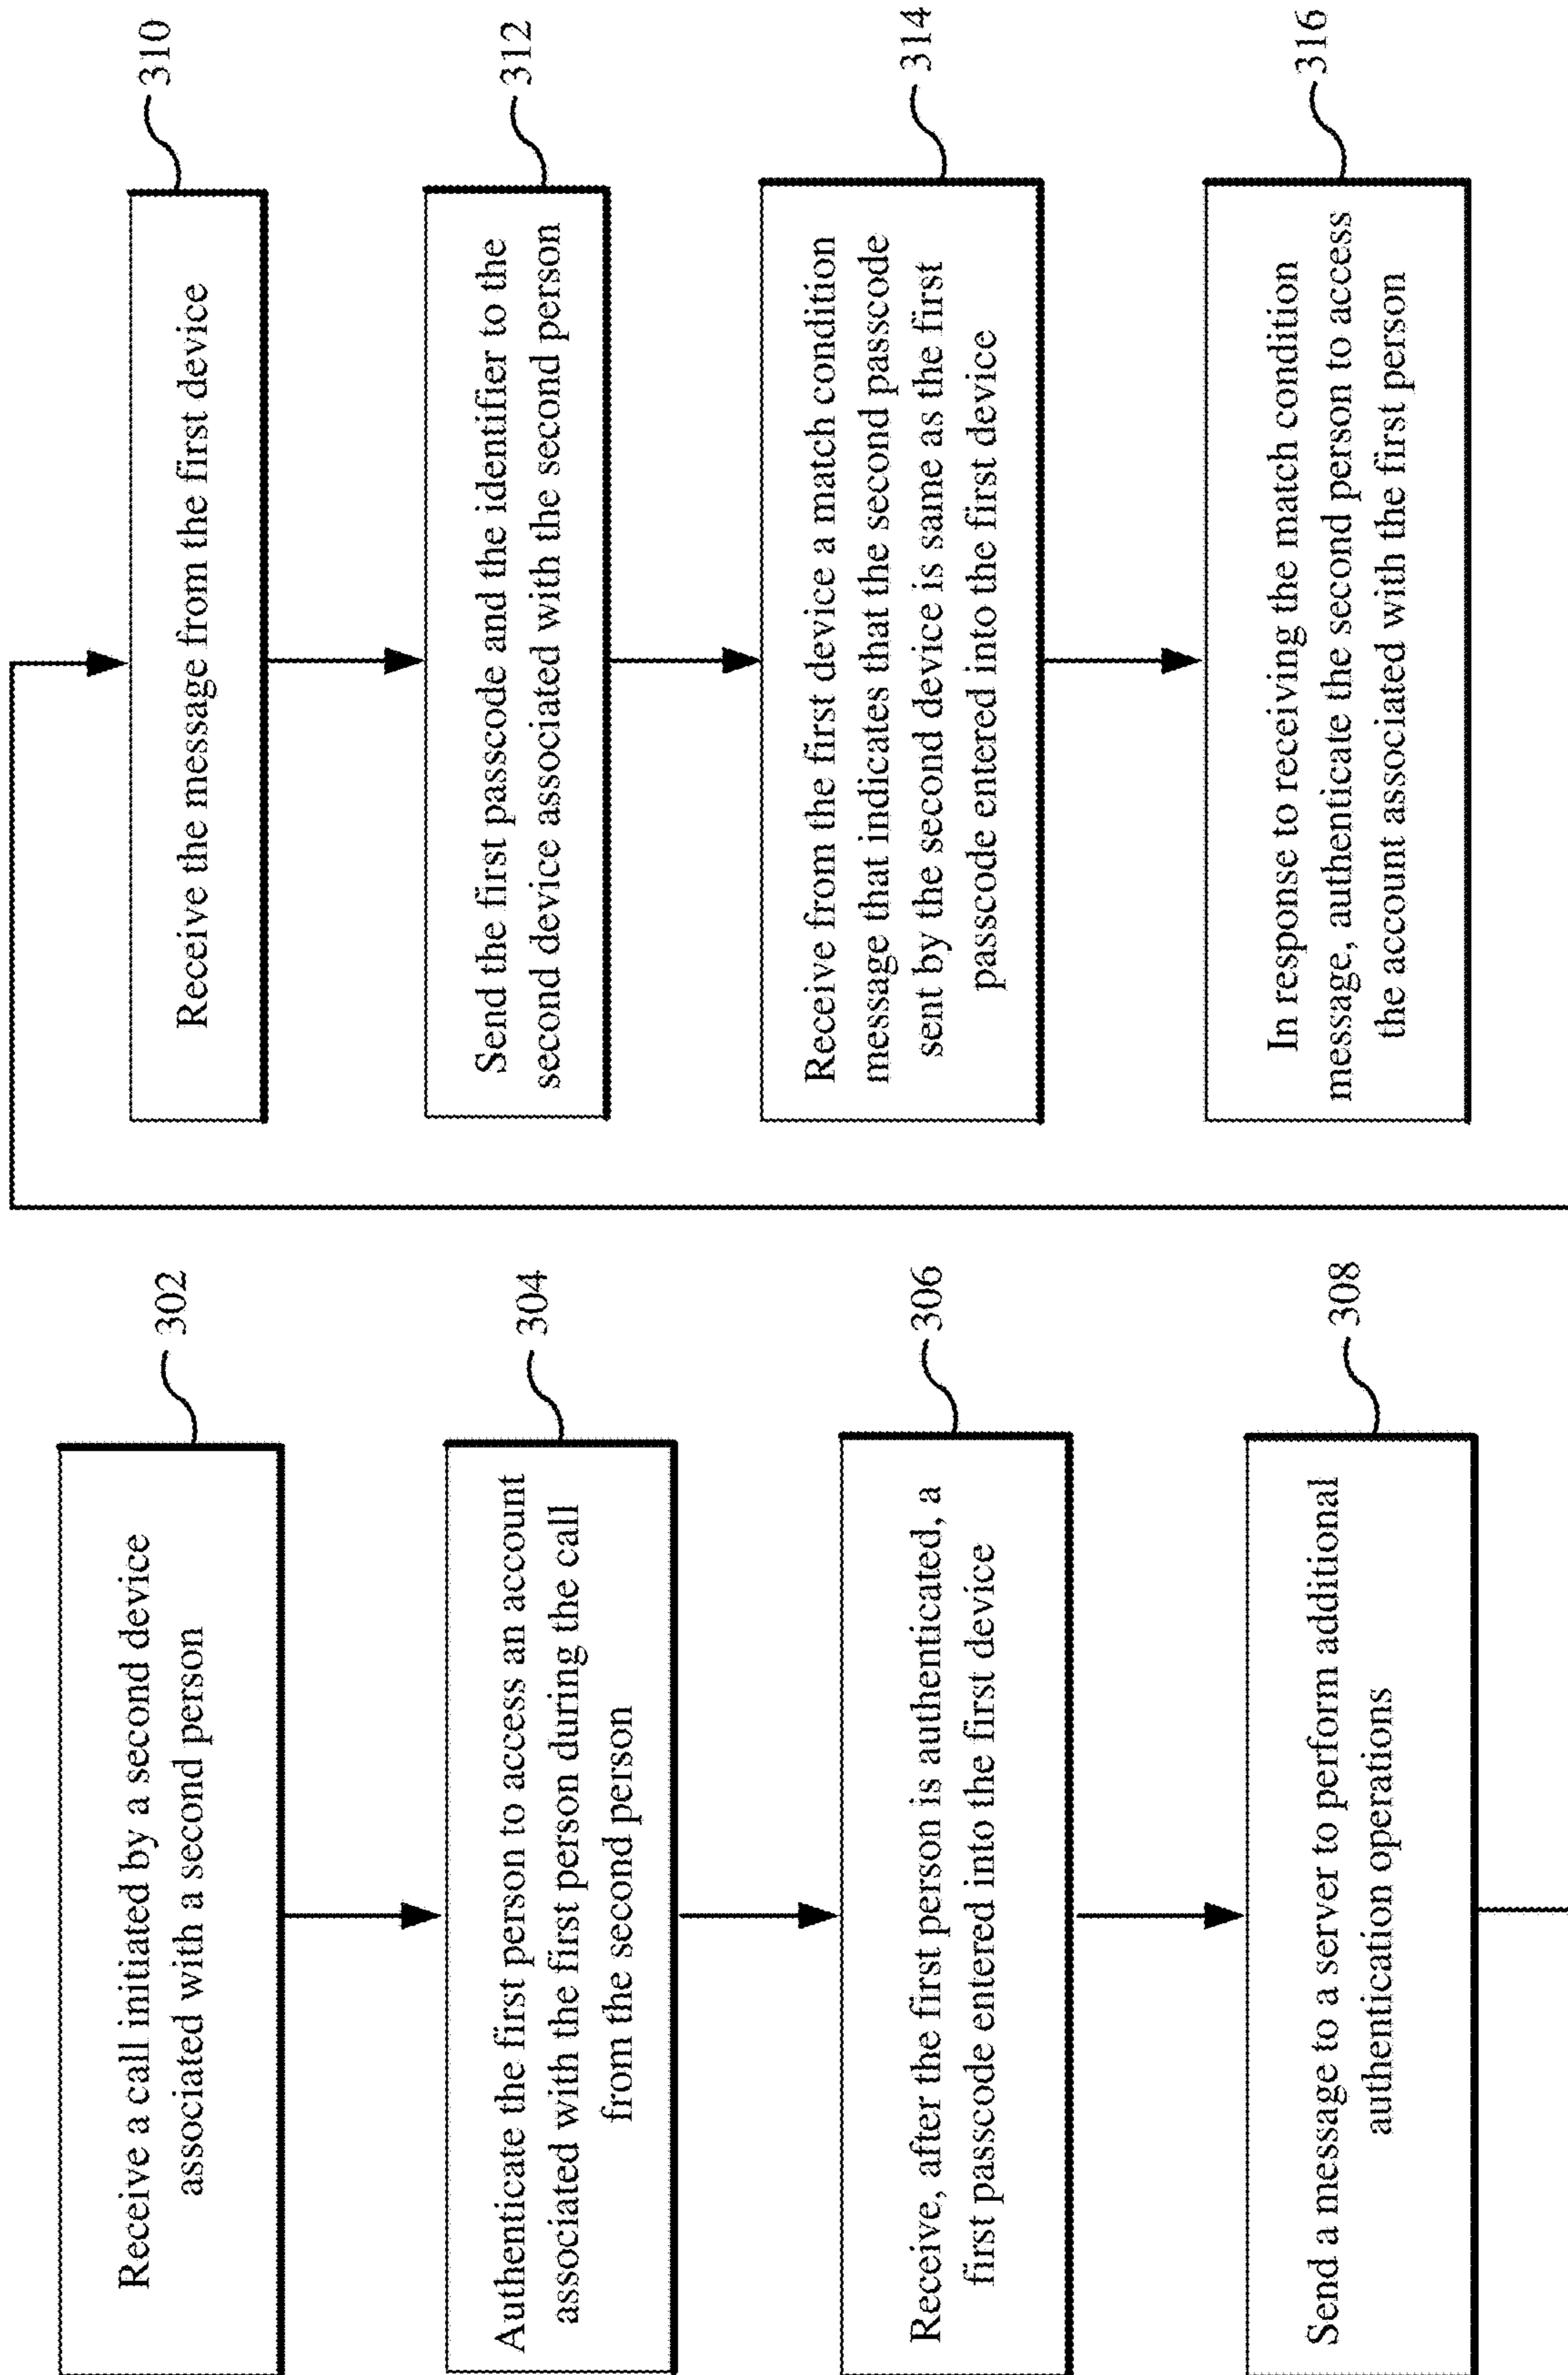 302
Receive a call initiated by a second device
associated with a second person
304
Authenticate the first person to access an account
associated with the first person during the call
from the second person
306
Receive, after the first person is authenticated, a
first passcode entered into the first device
308
Send a message to a server to perform additional
authentication operations
310
Receive the message from the first device
312
Send the first passcode and the identifier to the
second device associated with the second person
314
Receive from the first device a match condition
message that indicates that the second passcode
sent by the second device is same as the first
passcode entered into the first device
316
In response to receiving the match condition
message, authenticate the second person to access
the account associated with the first person